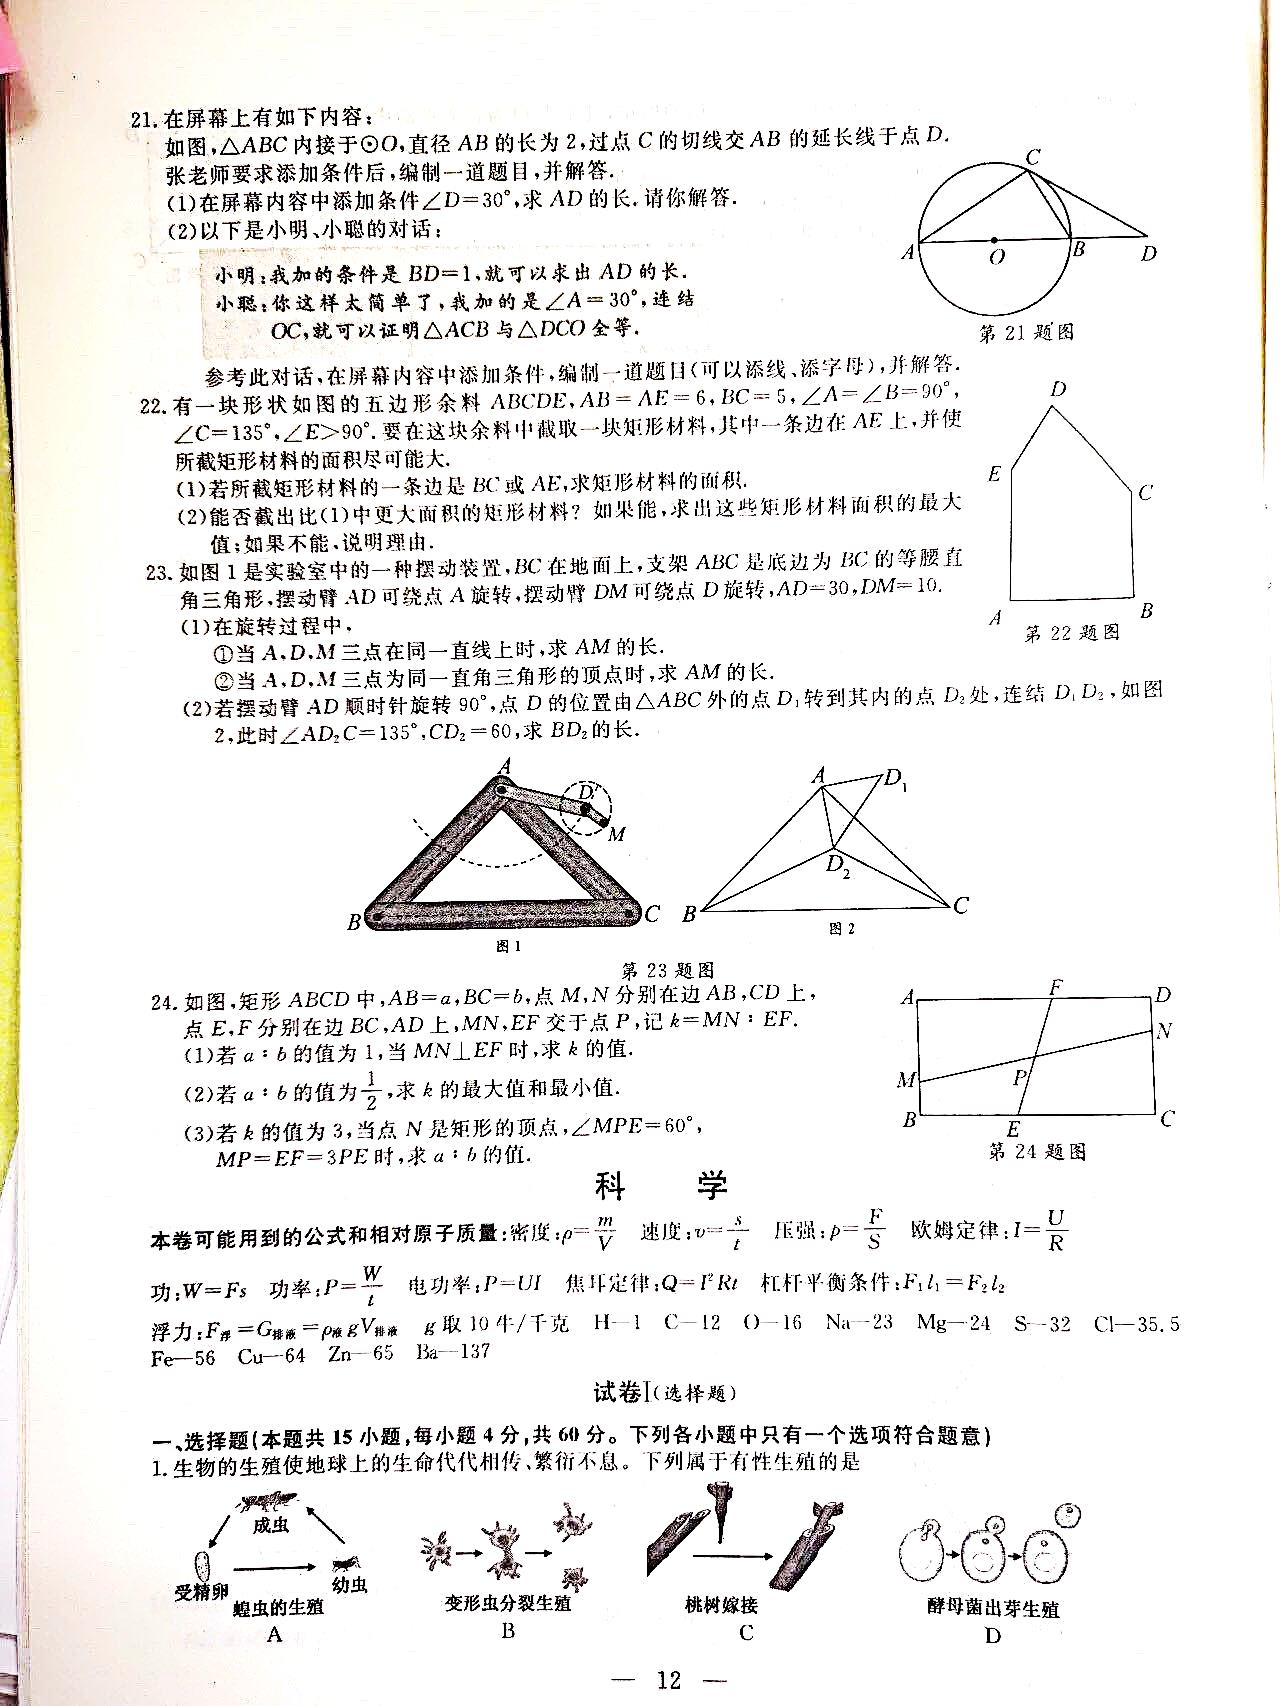 21.在屏幕上有如下内容:
如图,△ABC内接于⊙O,直径AB的长为2,过点C的切线交AB的延长线于点D.
张老师要求添加条件后,编制一道题目,并解答.
(1)在屏幕内容中添加条件∠D=30°,求AD的长.请你解答.
(2)以下是小明、小聪的对话:
小明:我加的条件是BD=1,就可以求出AD的长.
小聪:你这样太简单了,我加的是∠A=30°,连结
OC,就可以证明△ACB与△DCO全等.
参考此对话,在屏幕内容中添加条件,编制一道题目(可以添线、添字母),并解答.
C
A
O
B
D
第21题图
22.有一块形状如图的五边形余料ABCDE,AB=AE=6,BC=5,∠A=∠B=90°,
∠C=135°,∠E>90°.要在这块余料中截取一块矩形材料,其中一条边在AE上,并使
所截矩形材料的面积尽可能大.
(1)若所截矩形材料的一条边是BC或AE,求矩形材料的面积.
(2)能否截出比(1)中更大面积的矩形材料?如果能,求出这些矩形材料面积的最大
值;如果不能,说明理由.
D
E
C
A
B
第22题图
23.如图1是实验室中的一种摆动装置,BC在地面上,支架ABC是底边为BC的等腰直
角三角形,摆动臂AD可绕点A旋转,摆动臂DM可绕点D旋转,AD=30,DM=10.
(1)在旋转过程中,
①当A,D,M三点在同一直线上时,求AM的长.
②当A,D,M三点为同一直角三角形的顶点时,求AM的长.
(2)若摆动臂AD顺时针旋转90°,点D的位置由△ABC外的点D₁转到其内的点D₂处,连结D₁D₂,如图
2,此时∠AD₂C=135°,CD₂=60,求BD₂的长.
A
D
M
B
C
图1
A
D₁
D₂
B
C
图2
第23题图
24.如图,矩形ABCD中,AB=a,BC=b,点M,N分别在边AB,CD上,
点E,F分别在边BC,AD上,MN,EF交于点P,记k=MN:EF.
(1)若a:b的值为1,当MN⊥EF时,求k的值.
(2)若a:b的值为1/2,求k的最大值和最小值.
(3)若k的值为3,当点N是矩形的顶点,∠MPE=60°,
MP=EF=3PE时,求a:b的值.
A
F
D
N
M
P
B
E
C
第24题图
科 学
本卷可能用到的公式和相对原子质量:密度:ρ=m/V 速度:v=s/t 压强:p=F/S 欧姆定律:I=U/R
功:W=Fs 功率:P=W/t 电功率:P=UI 焦耳定律:Q=I²Rt 杠杆平衡条件:F₁l₁=F₂l₂
浮力:F浮=G排液=ρ液gV排液 g取10牛/千克 H—1 C—12 O—16 Na—23 Mg—24 S—32 Cl—35.5
Fe—56 Cu—64 Zn—65 Ba—137
试卷Ⅰ(选择题)
一、选择题(本题共15小题,每小题4分,共60分。下列各小题中只有一个选项符合题意)
1.生物的生殖使地球上的生命代代相传、繁衍不息。下列属于有性生殖的是
成虫
受精卵
幼虫
蝗虫的生殖
A
变形虫分裂生殖
B
桃树嫁接
C
酵母菌出芽生殖
D
— 12 —